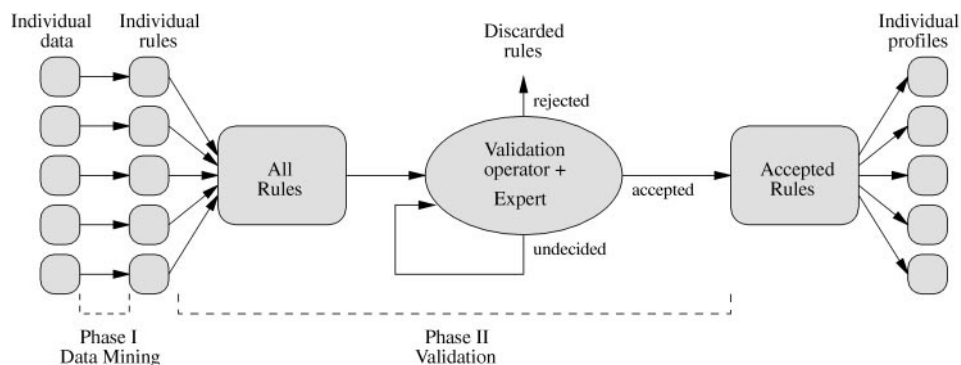 Individual
data
Individual
rules
Discarded
rules
Individual
profiles
rejected
All
Rules
Validation
operator +
Expert
accepted
Accepted
Rules
undecided
Phase I
Data Mining
Phase II
Validation